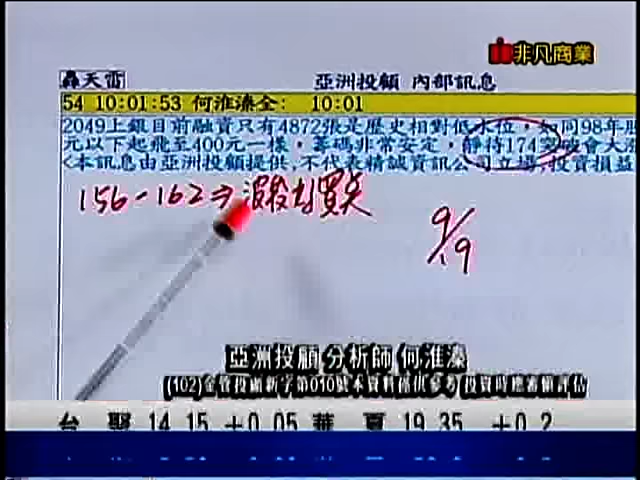 非凡商業
轟天雷 亞洲投顧 內部訊息
54 10:01:53 何淮溱全: 10:01
2049上銀目前融資只有4872張是歷史相對低水位, 如同98年
元以下起飛至400元一樣, 籌碼非常安定, 靜待174突破會大
<本訊息由亞洲投顧提供、不代表精誠資訊公司立場、投資損益
156-162⇒波段大買点
9/19
亞洲投顧 分析師 何淮溱
(102)金管投顧新字第010號本資料僅供參考 投資時應審慎評估
台 聚 14.15 +0.05 華 夏 19.35 +0.2